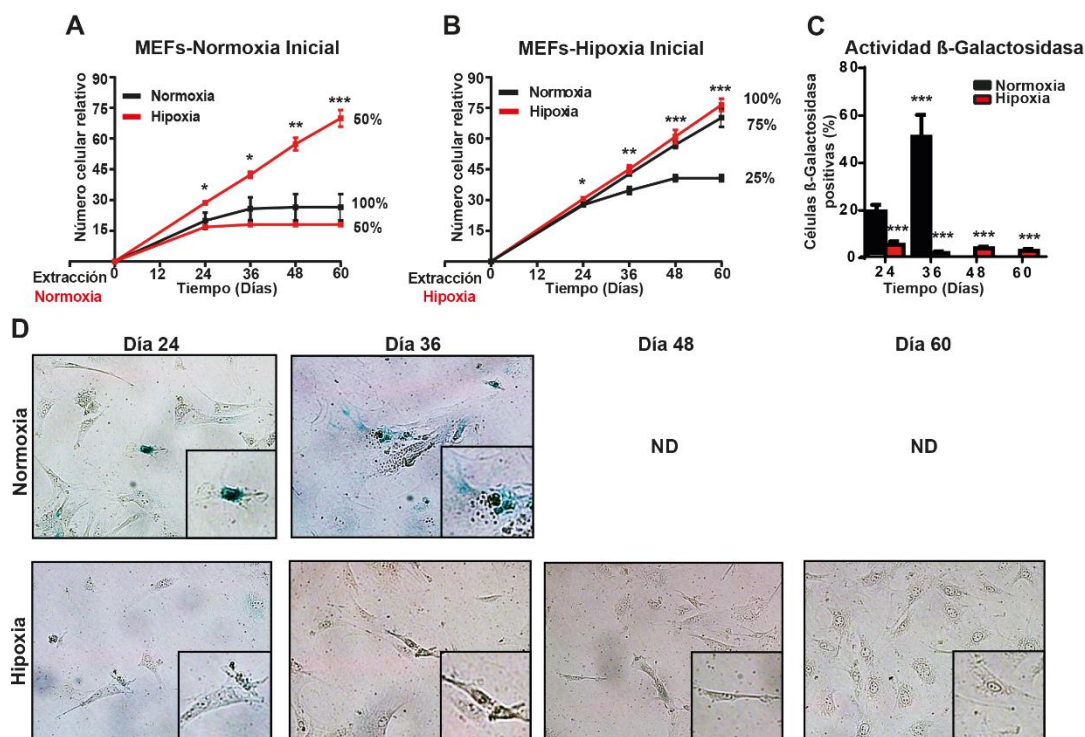 A
MEFs-Normoxia Inicial
Número celular relativo
90
75
60
45
30
15
Normoxia
Hipoxia
*
*
**
***
50%
100%
50%
Extracción
Normoxia
0 12 24 36 48 60
Tiempo (Días)
B
MEFs-Hipoxia Inicial
Número celular relativo
90
75
60
45
30
15
Normoxia
Hipoxia
*
**
***
***
100%
75%
25%
Extracción
Hipoxia
0 12 24 36 48 60
Tiempo (Días)
C
Actividad ß-Galactosidasa
Células ß-Galactosidasa
positivas (%)
80
60
40
20
0
Normoxia
Hipoxia
***
***
***
***
***
24 36 48 60
Tiempo (Días)
D
Día 24
Día 36
Día 48
Día 60
Normoxia
ND
ND
Hipoxia